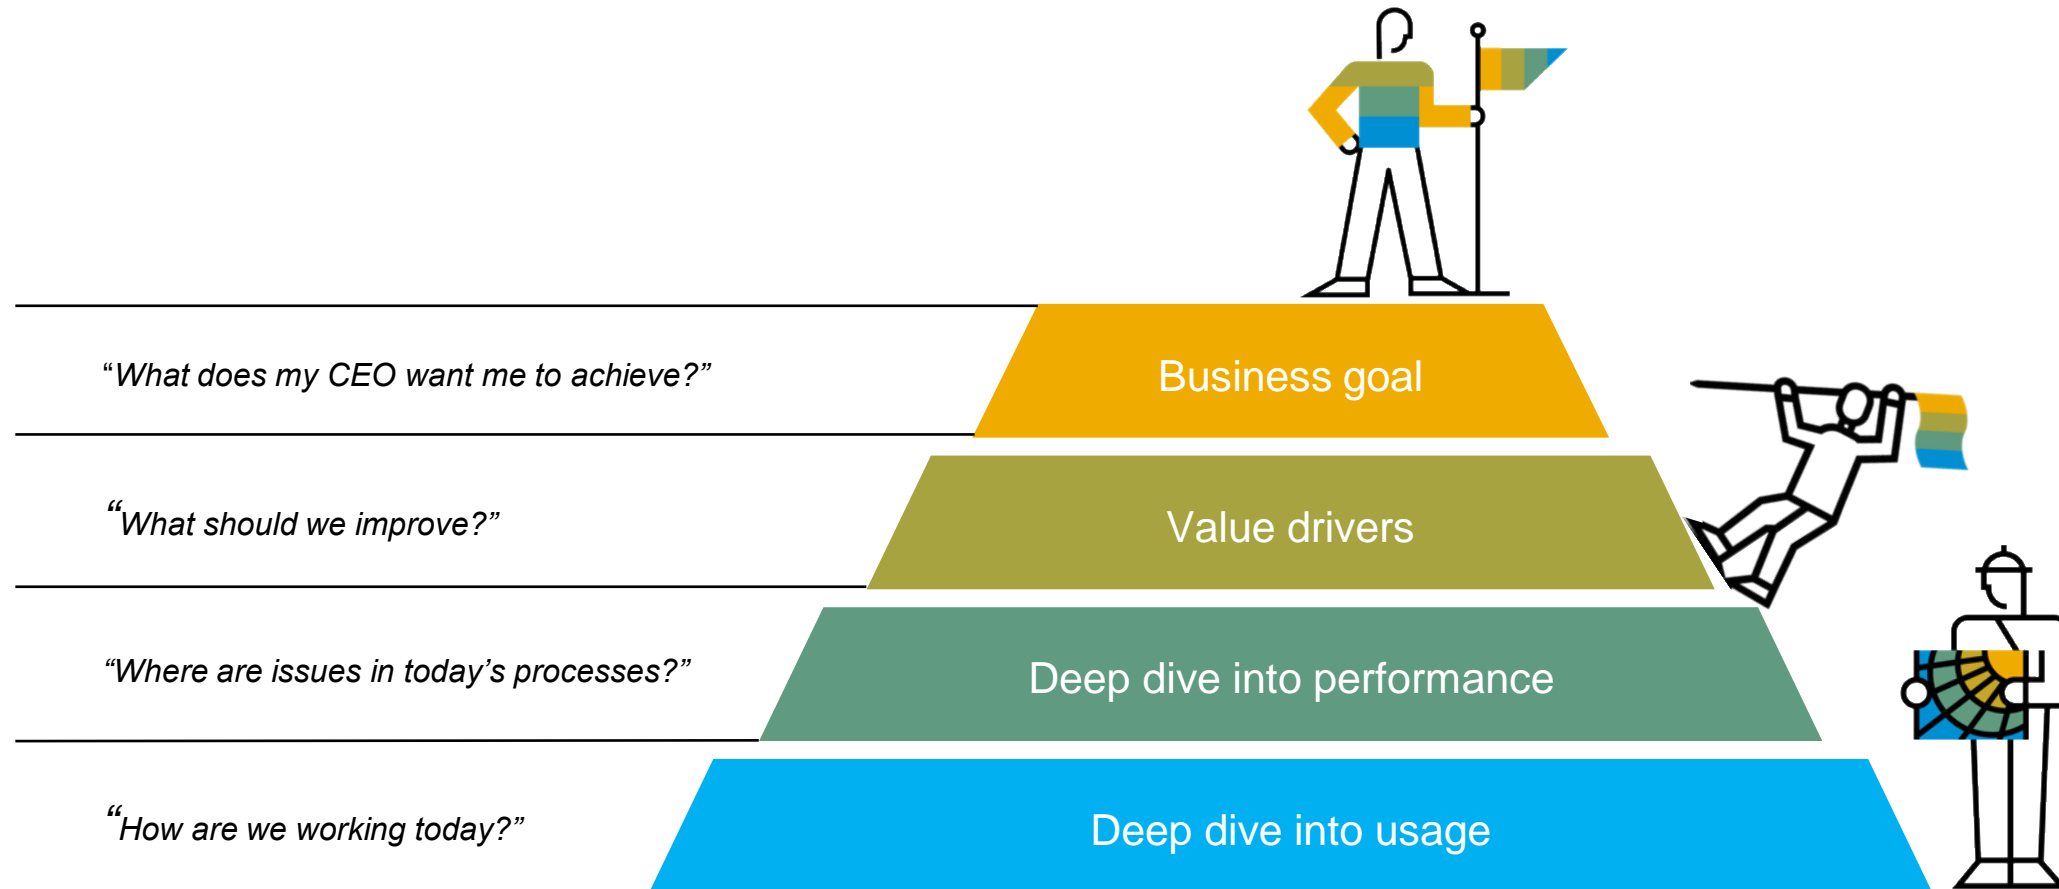 “What does my CEO want me to achieve?”
Business goal
“What should we improve?”
Value drivers
“Where are issues in today’s processes?”
Deep dive into performance
“How are we working today?”
Deep dive into usage